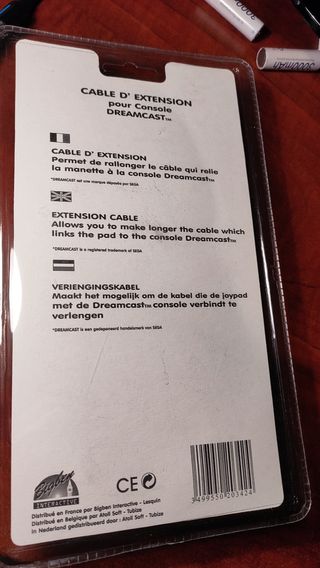 CABLE D' EXTENSION
pour Console
DREAMCAST™
CABLE D' EXTENSION
Permet de rallonger le câble qui relie
la manette à la console Dreamcast™
*DREAMCAST est une marque déposée par SEGA
EXTENSION CABLE
Allows you to make longer the cable which
links the pad to the console Dreamcast™
*DREAMCAST is a registered trademark of SEGA
VERIENGINGSKABEL
Maakt het mogelijk om de kabel die de joypad
met de Dreamcast™ console verbindt te
verlengen
*DREAMCAST is een gedeponeerd handelsmerk von SEGA
Bigben
INTERACTIVE
CE
3499550203424
Distribué en France par Bigben Interactive - Lesquin
Distribué en Belgique par Atoll Soft - Tubize
In Nederland gedistribueerd door : Atoll Soft - Tubize